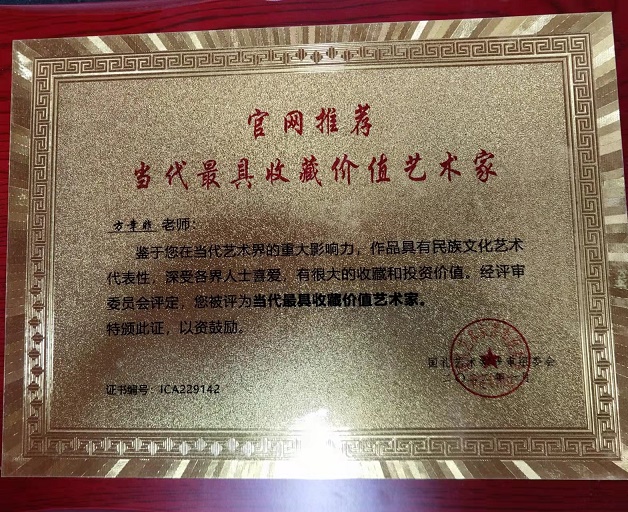 官网推荐
当代最具收藏价值艺术家
老师：
鉴于您在当代艺术界的重大影响力，作品具有民族文化艺术
代表性，深受各界人士喜爱，有很大的收藏和投资价值。经评审
委员会评定，您被评为当代最具收藏价值艺术家。
特颁此证，以资鼓励。
证书编号：ICA229142